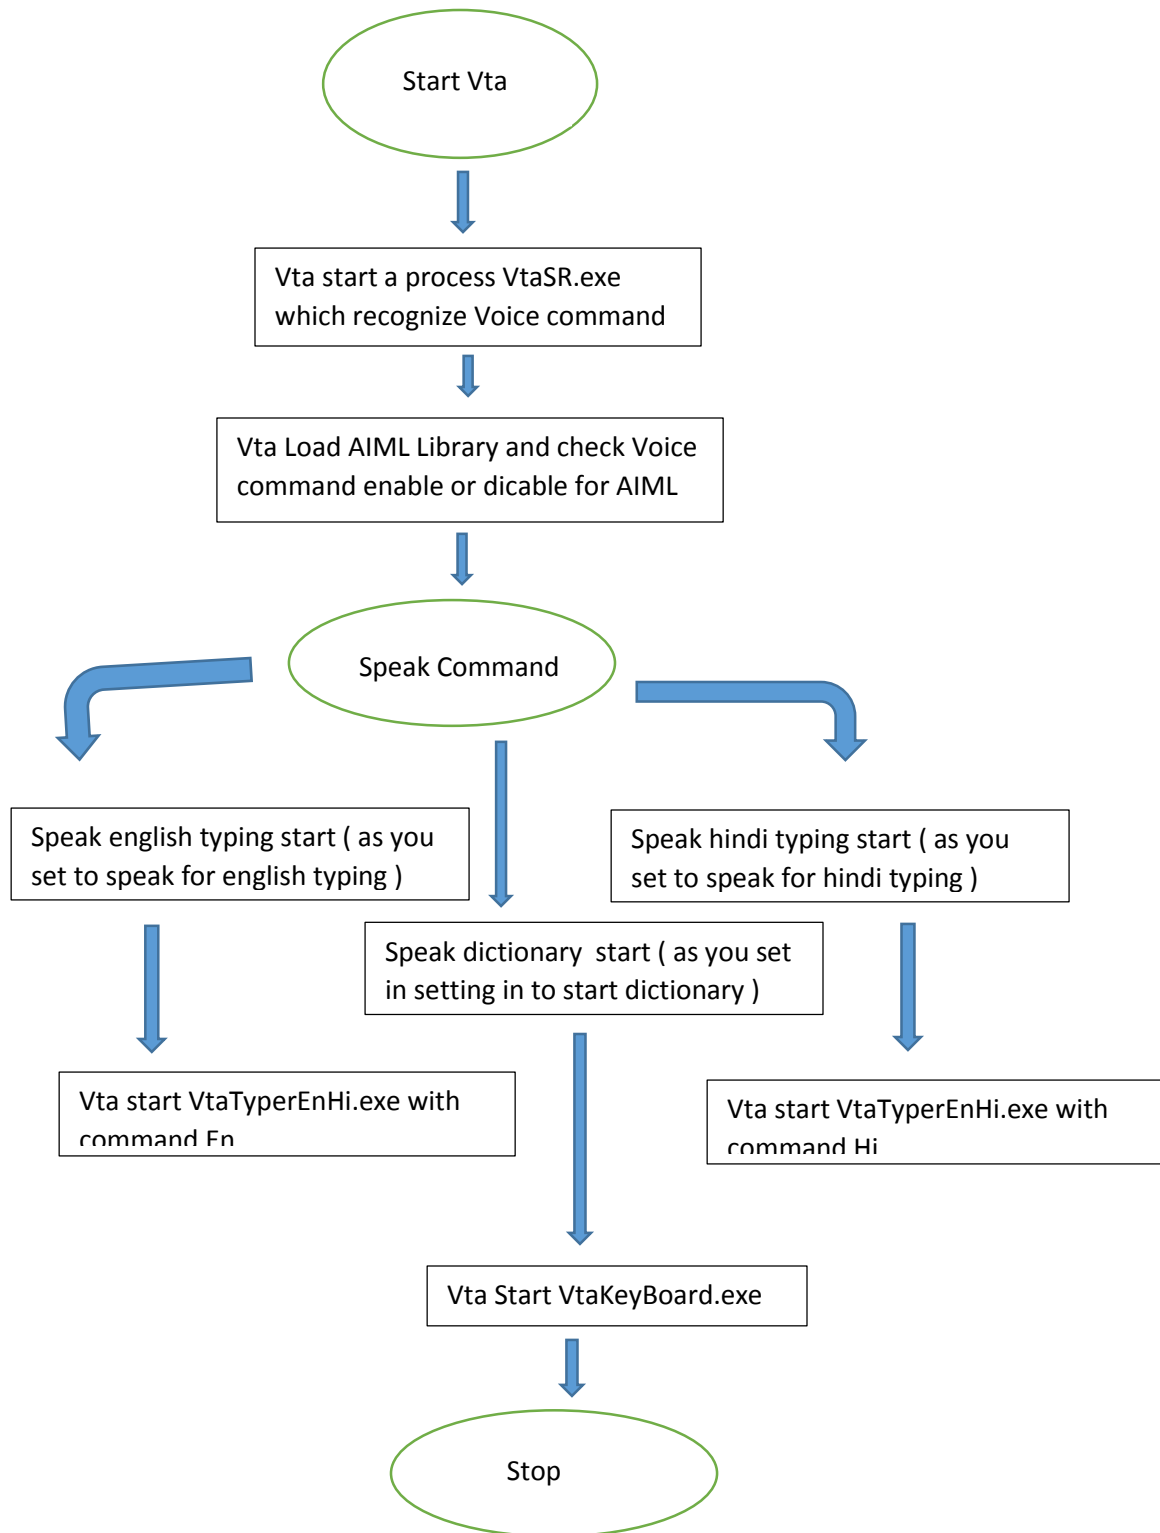 Start Vta
Vta start a process VtaSR.exe
which recognize Voice command
Vta Load AIML Library and check Voice
command enable or dicable for AIML
Speak Command
Speak english typing start ( as you
set to speak for english typing )
Speak hindi typing start ( as you
set to speak for hindi typing )
Speak dictionary  start ( as you set
in setting in to start dictionary )
Vta start VtaTyperEnHi.exe with
command En
Vta start VtaTyperEnHi.exe with
command Hi
Vta Start VtaKeyBoard.exe
Stop